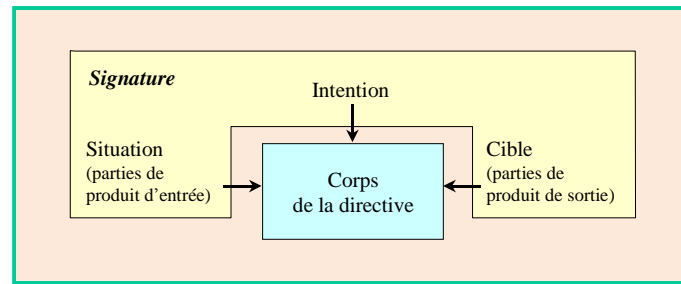 Signature
Intention
Situation
(parties de
produit d'entrée)
Corps
de la directive
Cible
(parties de
produit de sortie)